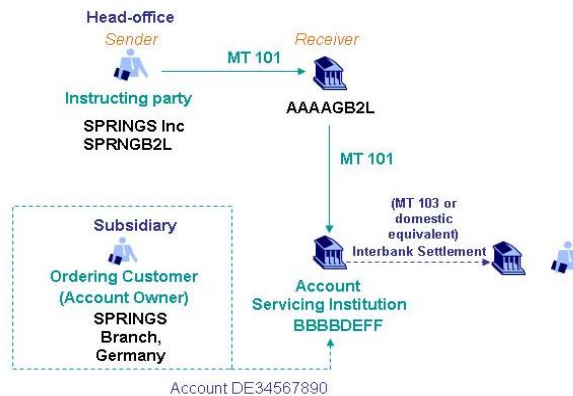 Head-office
Sender
Receiver
MT 101
Instructing party
SPRINGS Inc
SPRNGB2L
AAAAGB2L
MT 101
(MT 103 or
domestic
equivalent)
Interbank Settlement
Subsidiary
Ordering Customer
(Account Owner)
SPRINGS
Branch,
Germany
Account
Servicing Institution
BBBBDEFF
Account DE34567890